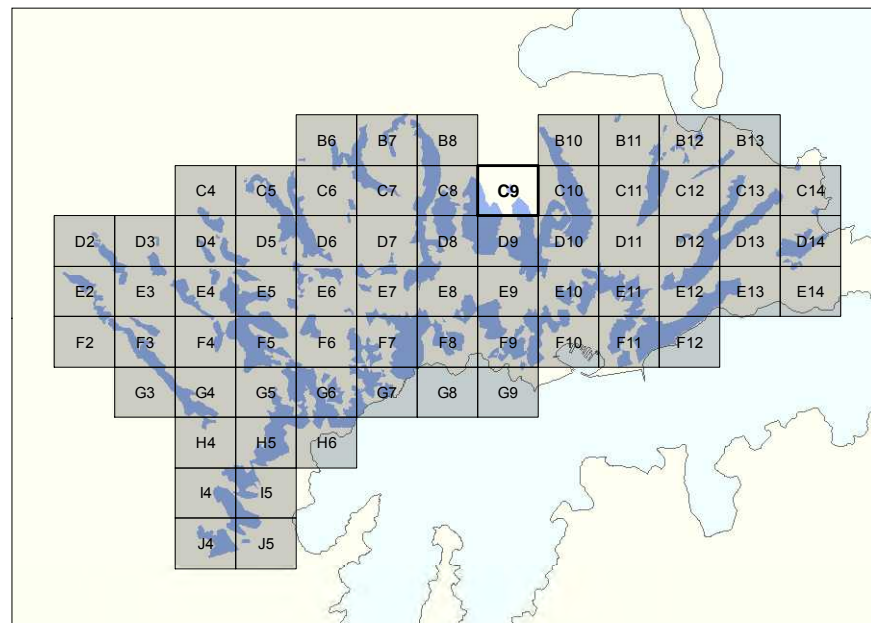 B6 B7 B8 B10 B11 B12 B13
C4 C5 C6 C7 C8 C9 C10 C11 C12 C13 C14
D2 D3 D4 D5 D6 D7 D8 D9 D10 D11 D12 D13 D14
E2 E3 E4 E5 E6 E7 E8 E9 E10 E11 E12 E13 E14
F2 F3 F4 F5 F6 F7 F8 F9 F10 F11 F12
G3 G4 G5 G6 G7 G8 G9
H4 H5 H6
I4 I5
J4 J5